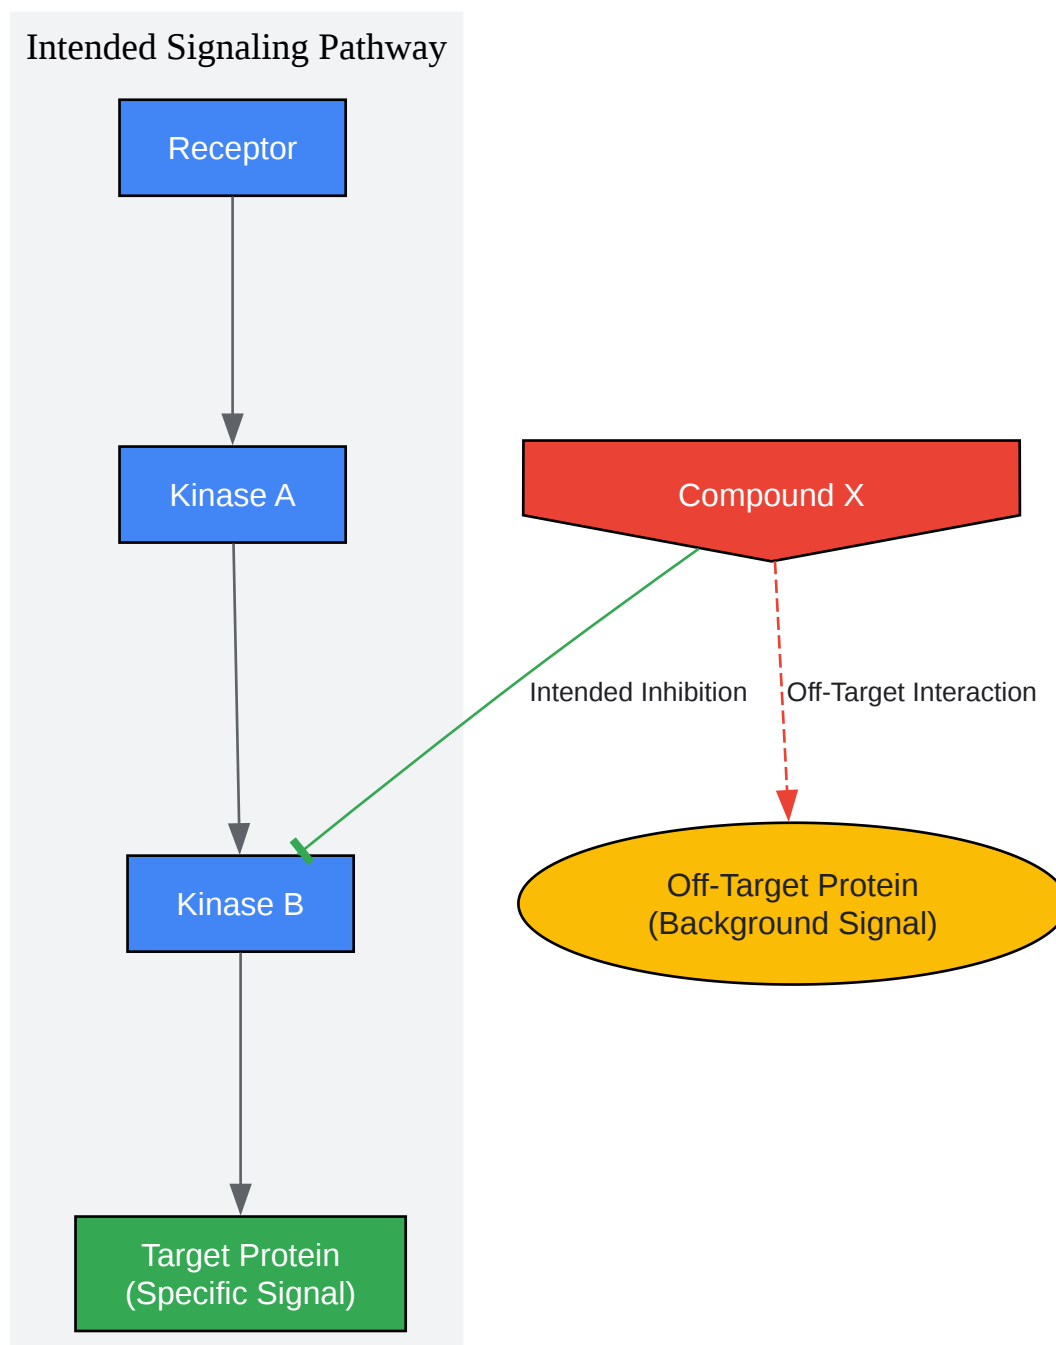 Intended Signaling Pathway
Receptor
Kinase A
Compound X
Intended Inhibition
Off-Target Interaction
Kinase B
Off-Target Protein
(Background Signal)
Target Protein
(Specific Signal)